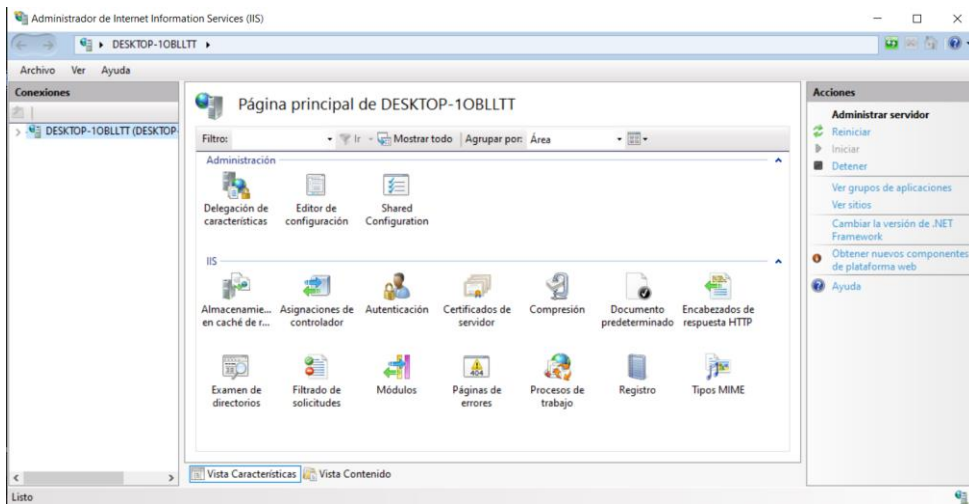 Administrador de Internet Information Services (IIS)
DESKTOP-1OBLLTT
Archivo Ver Ayuda
Conexiones
DESKTOP-1OBLLTT (DESKTOP-
Página principal de DESKTOP-1OBLLTT
Filtro: Ir Mostrar todo Agrupar por: Área
Administración
Delegación de características
Editor de configuración
Shared Configuration
IIS
Almacenamie... en caché de r...
Asignaciones de controlador
Autenticación
Certificados de servidor
Compresión
Documento predeterminado
Encabezados de respuesta HTTP
Examen de directorios
Filtrado de solicitudes
Módulos
404
Páginas de errores
Procesos de trabajo
Registro
Tipos MIME
Vista Características Vista Contenido
Acciones
Administrar servidor
Reiniciar
Iniciar
Detener
Ver grupos de aplicaciones
Ver sitios
Cambiar la versión de .NET
Framework
Obtener nuevos componentes
de plataforma web
Ayuda
Listo